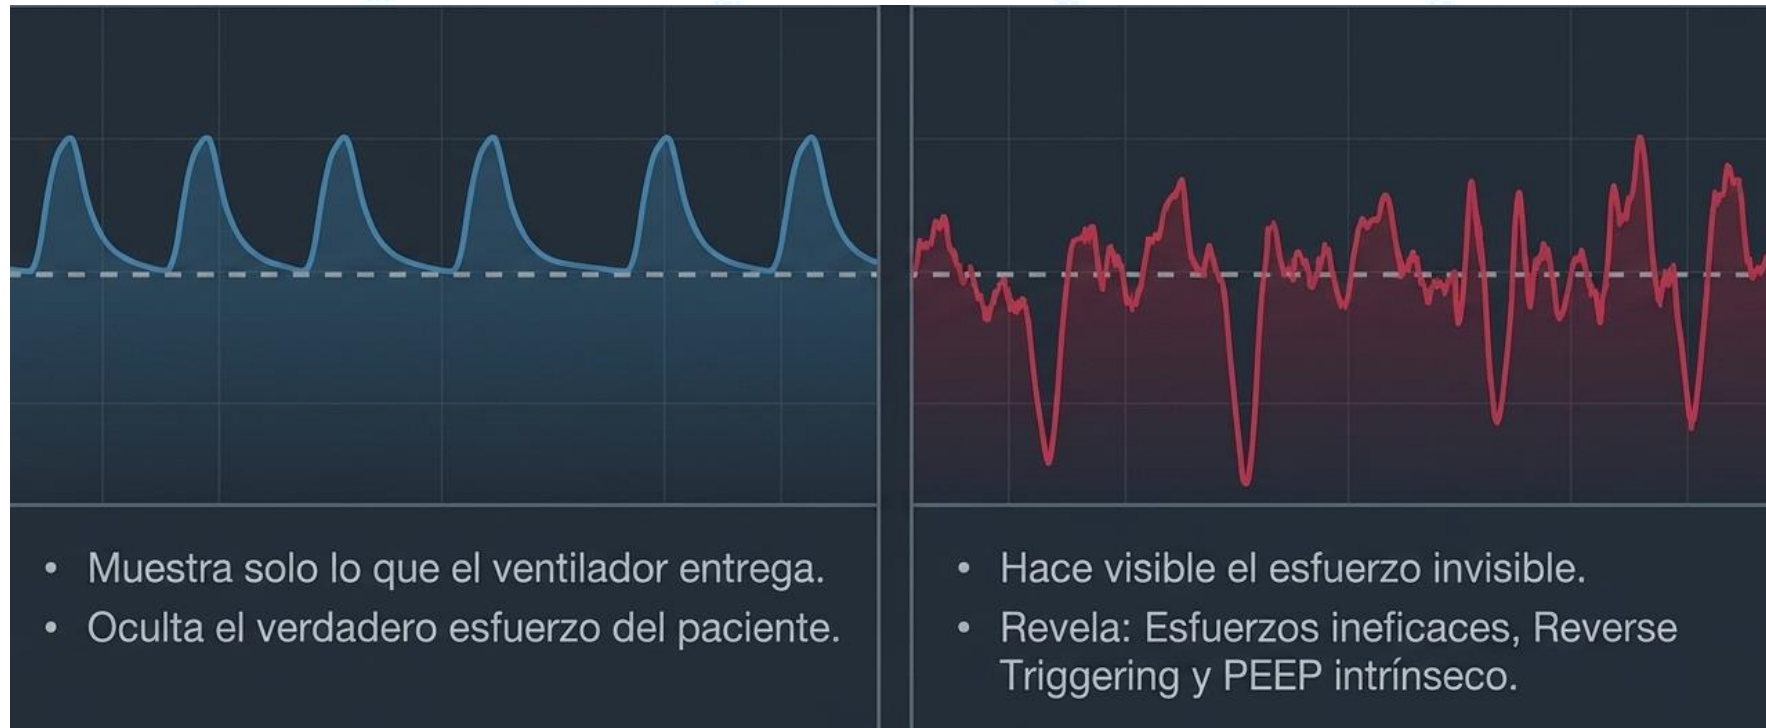 • Muestra solo lo que el ventilador entrega.
• Oculta el verdadero esfuerzo del paciente.
• Hace visible el esfuerzo invisible.
• Revela: Esfuerzos ineficaces, Reverse
Triggering y PEEP intrínseco.